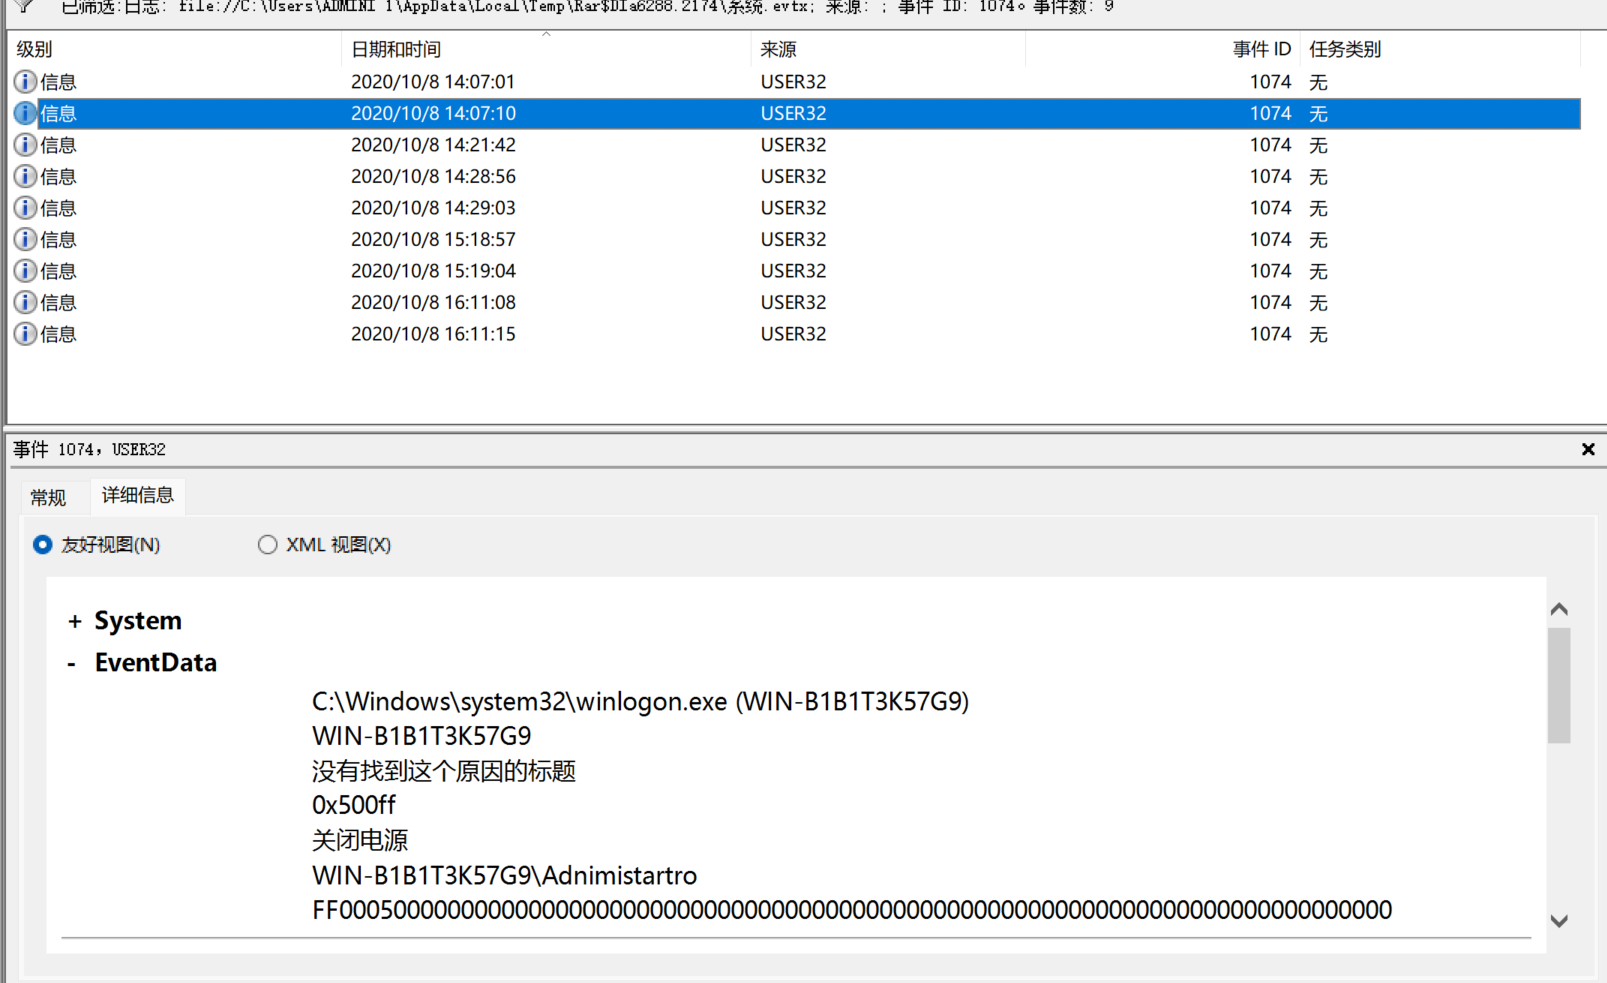 已筛选:日志: file://C:\Users\ADMINI~1\AppData\Local\Temp\Rar$DIa6288.2174\系统.evtx; 来源: ; 事件 ID: 1074。事件数: 9
级别 日期和时间 来源 事件 ID 任务类别
信息 2020/10/8 14:07:01 USER32 1074 无
信息 2020/10/8 14:07:10 USER32 1074 无
信息 2020/10/8 14:21:42 USER32 1074 无
信息 2020/10/8 14:28:56 USER32 1074 无
信息 2020/10/8 14:29:03 USER32 1074 无
信息 2020/10/8 15:18:57 USER32 1074 无
信息 2020/10/8 15:19:04 USER32 1074 无
信息 2020/10/8 16:11:08 USER32 1074 无
信息 2020/10/8 16:11:15 USER32 1074 无
事件 1074，USER32
常规 详细信息
友好视图(N) XML 视图(X)
+ System
- EventData
C:\Windows\system32\winlogon.exe (WIN-B1B1T3K57G9)
WIN-B1B1T3K57G9
没有找到这个原因的标题
0x500ff
关闭电源
WIN-B1B1T3K57G9\Adnimistartro
FF00050000000000000000000000000000000000000000000000000000000000000000000000000